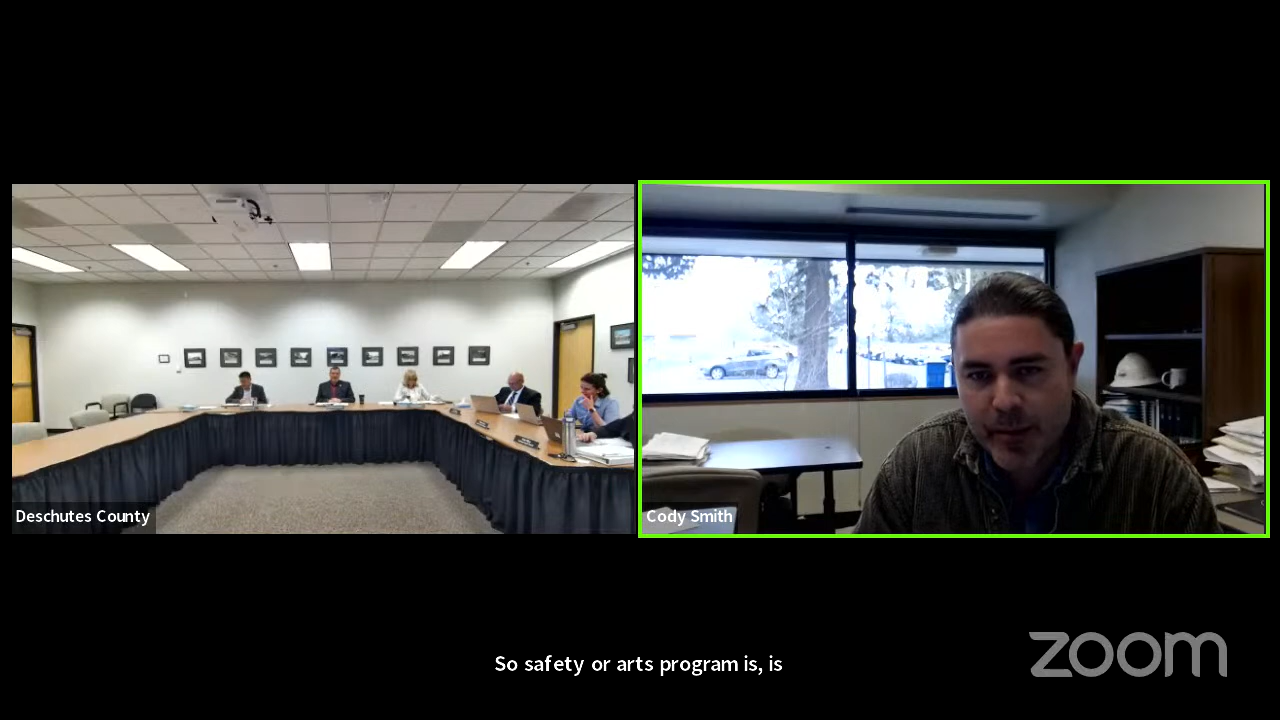 Deschutes County
Cody Smith
So safety or arts program is, is
zoom